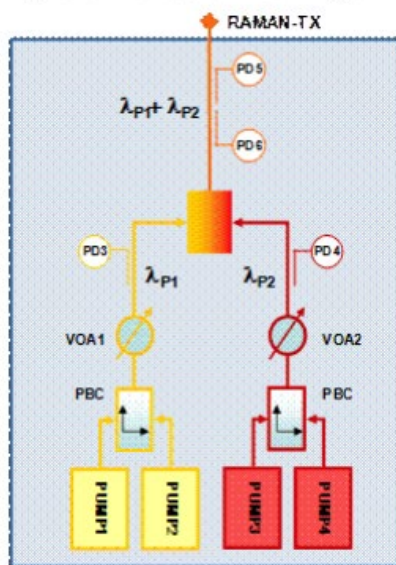 RAMAN-TX
PD5
λP1+ λP2
PD6
PD3
PD4
λP1
λP2
VOA1
VOA2
PBC
PBC
PUMP1
PUMP2
PUMP3
PUMP4